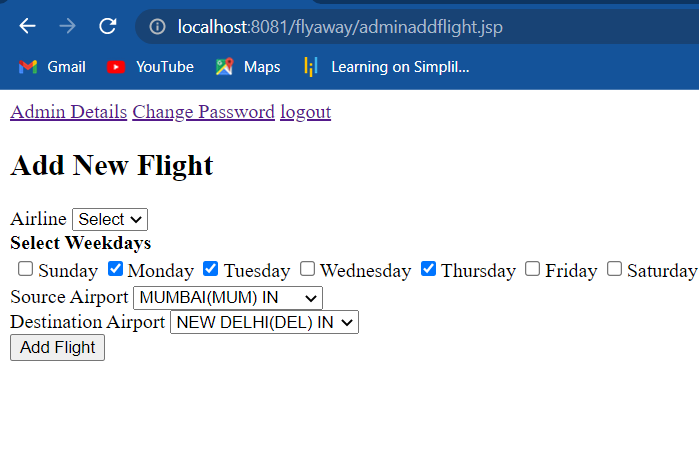 localhost:8081/flyaway/adminaddflight.jsp
Gmail YouTube Maps Learning on Simplil...
Admin Details Change Password logout
Add New Flight
Airline Select
Select Weekdays
Sunday Monday Tuesday Wednesday Thursday Friday Saturday
Source Airport MUMBAI(MUM) IN
Destination Airport NEW DELHI(DEL) IN
Add Flight